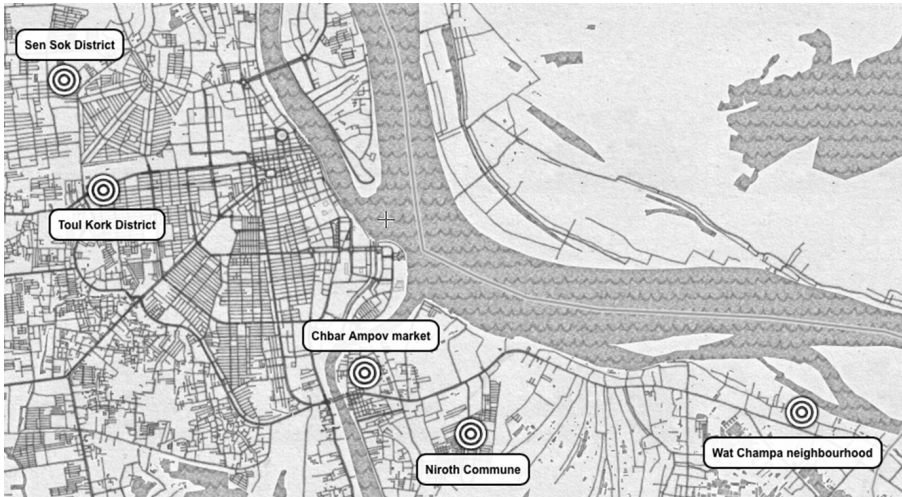 Sen Sok District
Toul Kork District
Chbar Ampov market
Niroth Commune
Wat Champa neighbourhood